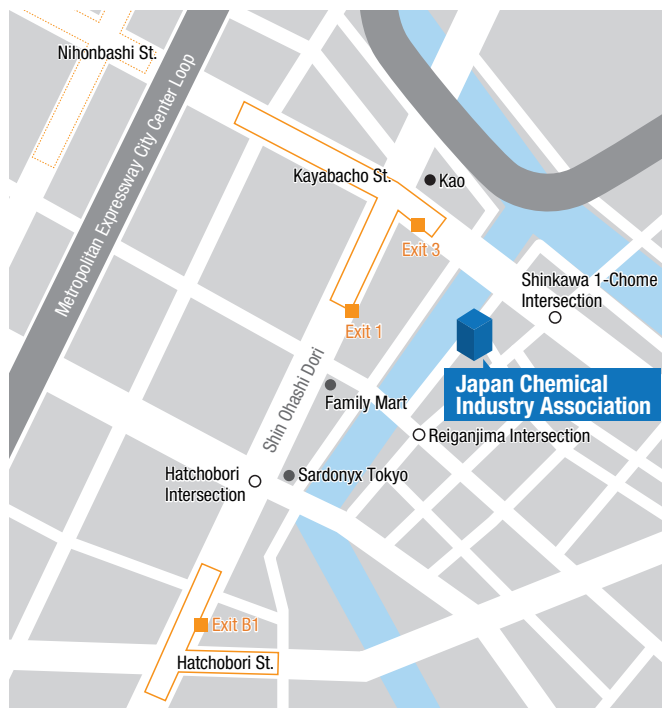 Nihonbashi St.
Metropolitan Expressway City Center Loop
Kayabacho St.
Kao
Exit 3
Shinkawa 1-Chome
Intersection
Exit 1
Shin Ohashi Dori
Japan Chemical
Industry Association
Family Mart
Reiganjima Intersection
Hatchobori
Intersection
Sardonyx Tokyo
Exit B1
Hatchobori St.